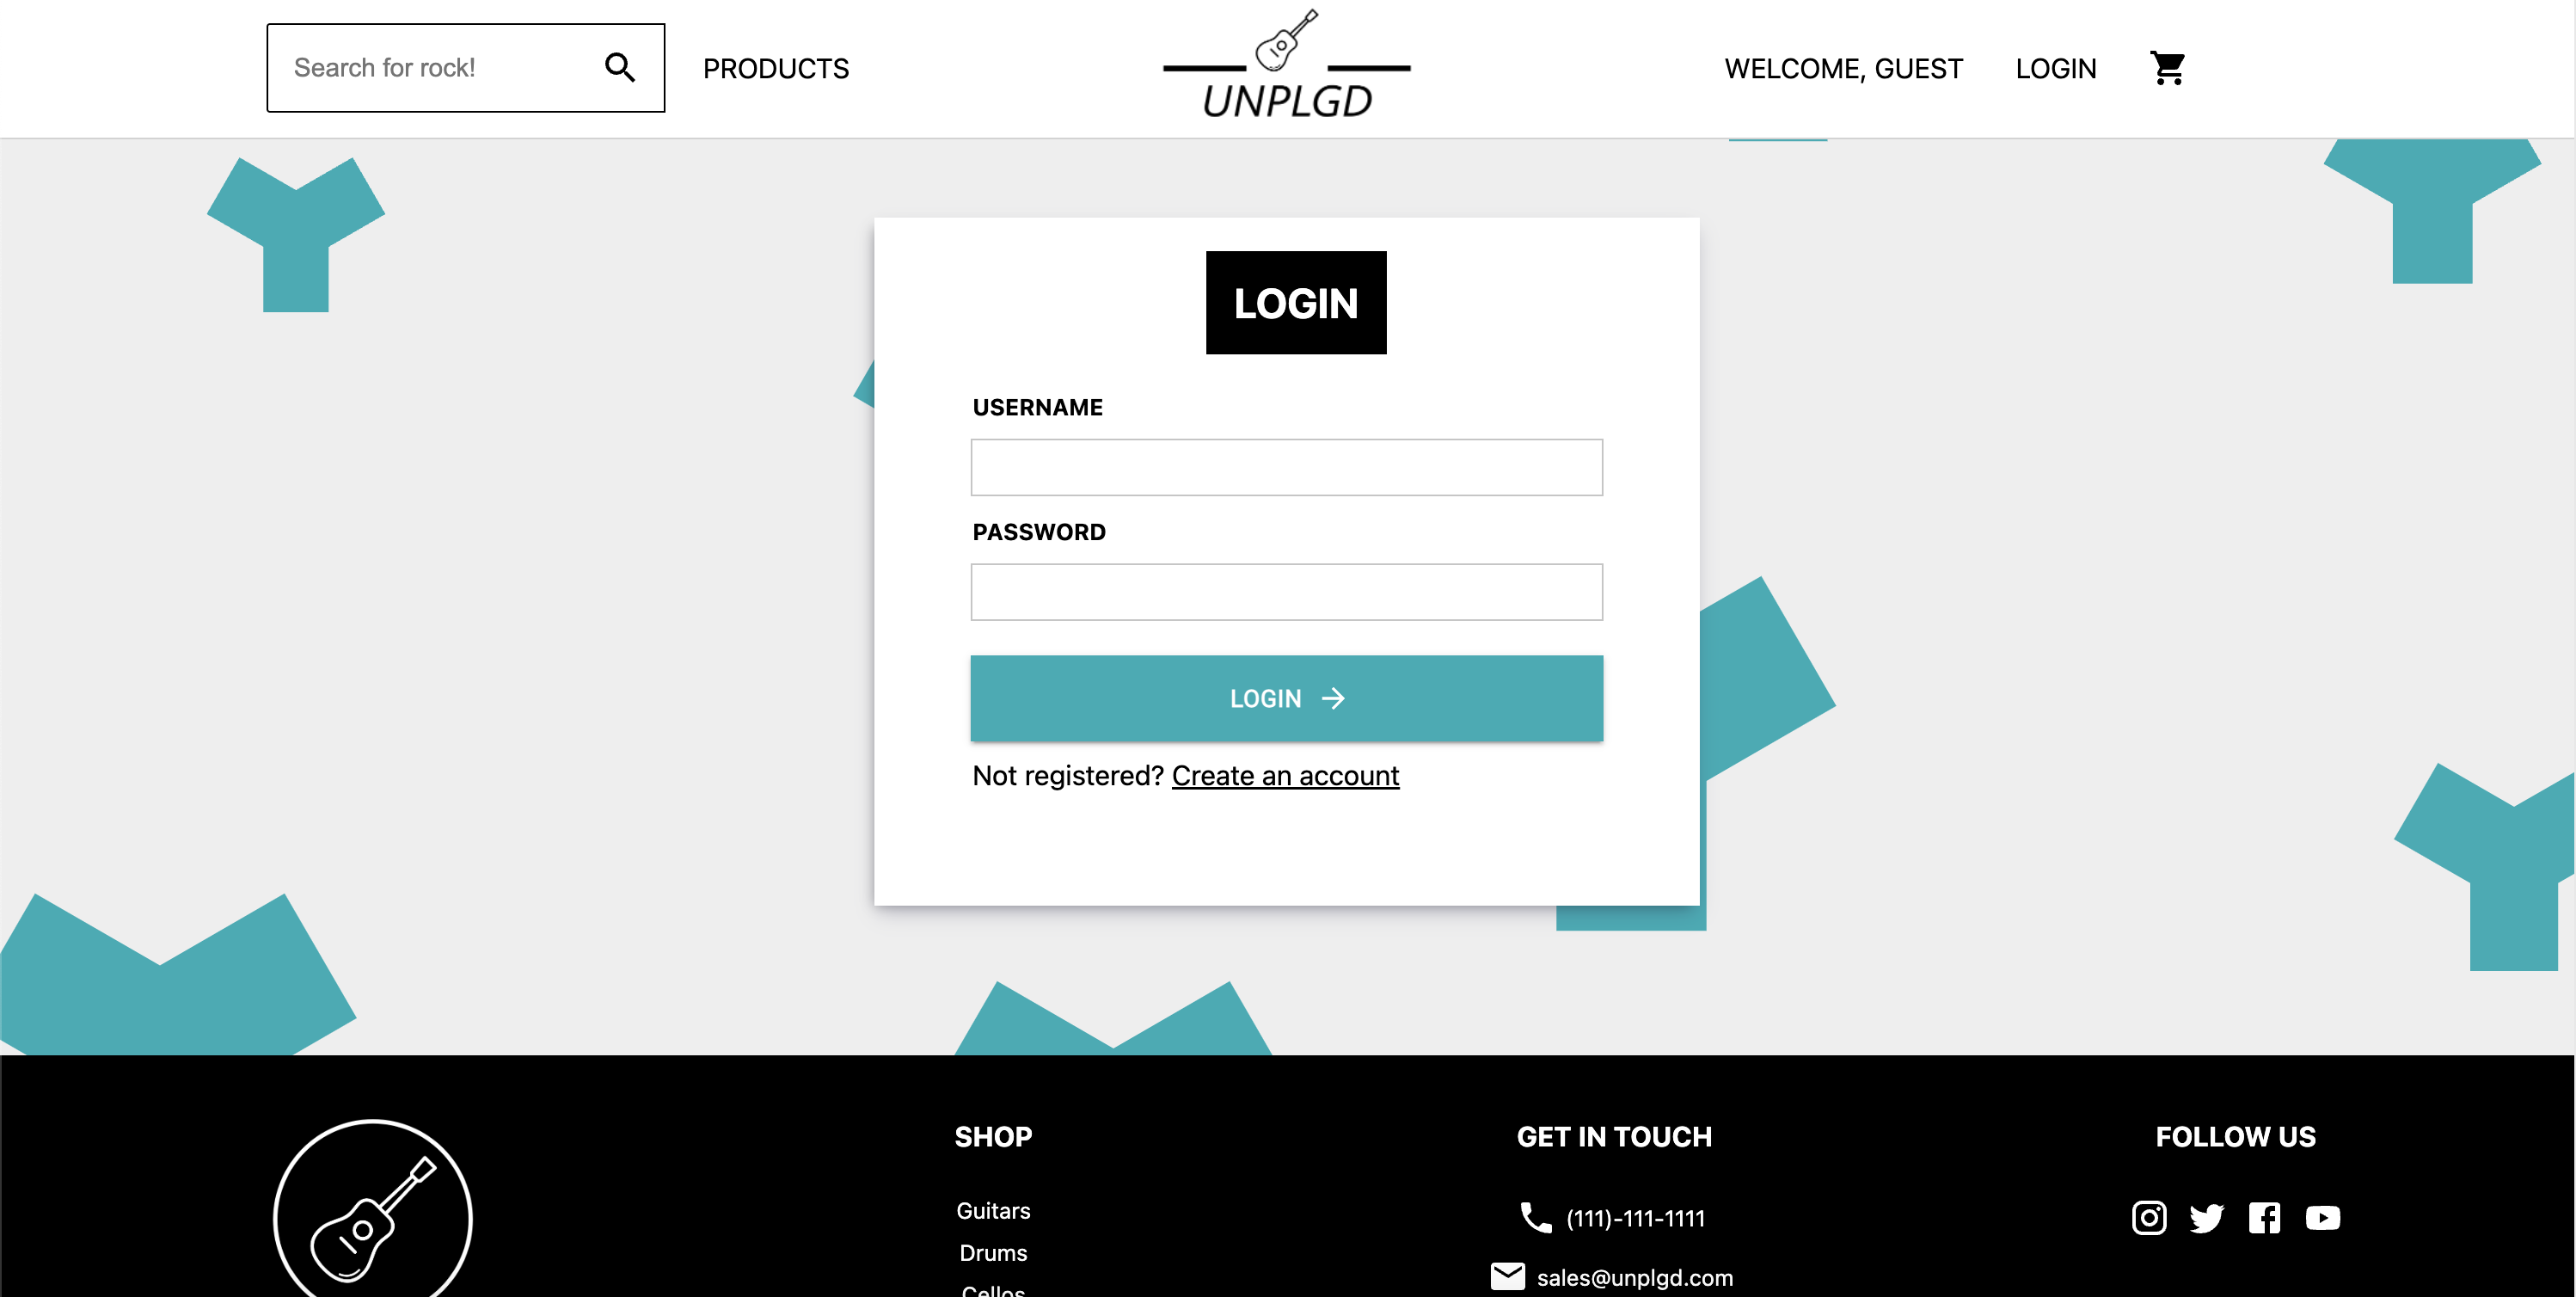 Search for rock!
PRODUCTS
UNPLGD
WELCOME, GUEST
LOGIN
LOGIN
USERNAME
PASSWORD
LOGIN
Not registered? Create an account
SHOP
Guitars
Drums
Cellos
GET IN TOUCH
(111)-111-1111
sales@unplgd.com
FOLLOW US